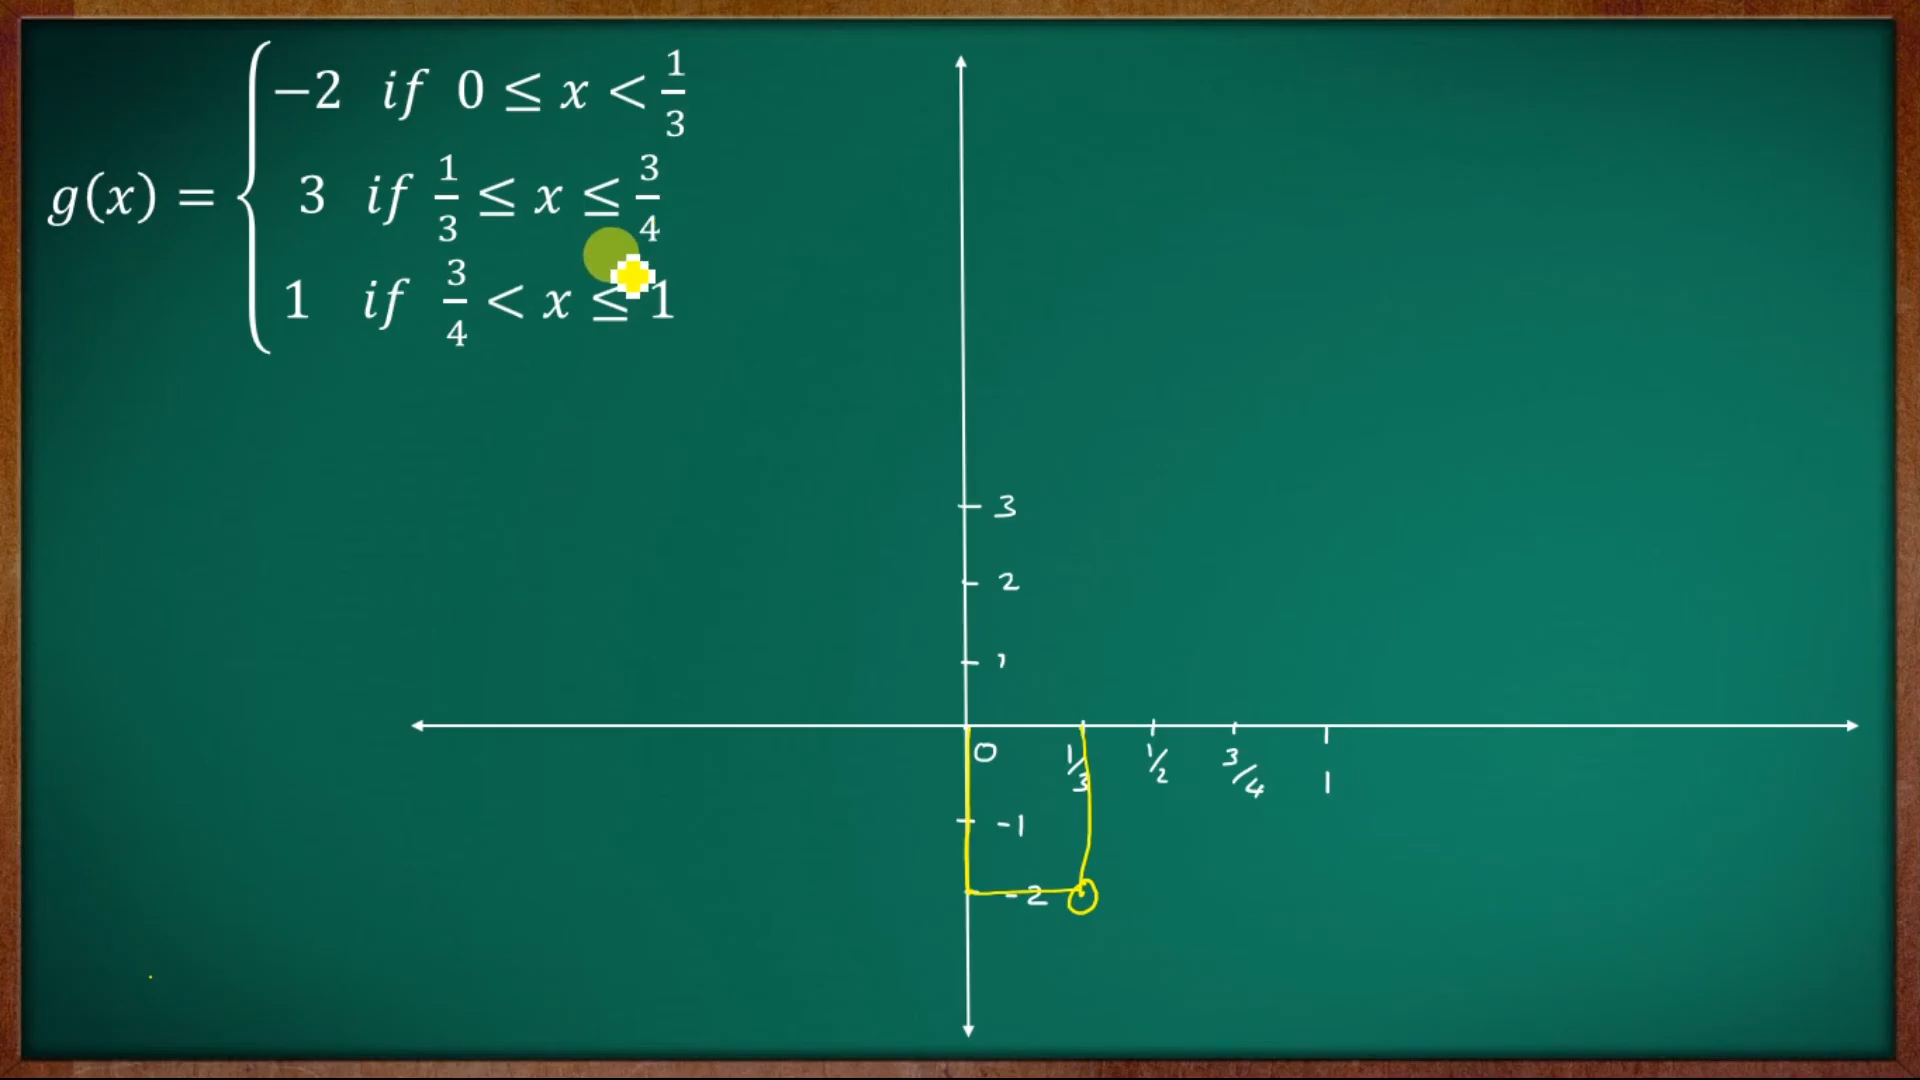 −2 if 0 ≤ x < 1/3
g(x) = 3 if 1/3 ≤ x ≤ 3/4
1 if 3/4 < x ≤ 1
3
2
1
0 1/3 1/2 3/4 1
-1
-2